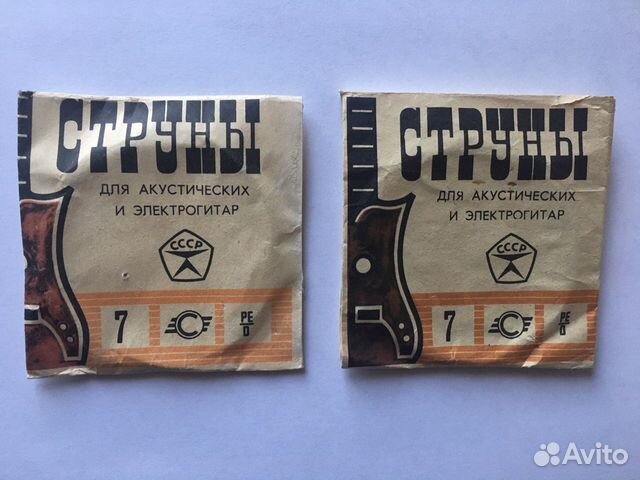 СТРУНЫ
ДЛЯ АКУСТИЧЕСКИХ
И ЭЛЕКТРОГИТАР
СССР
7 С РЕ/D
СТРУНЫ
ДЛЯ АКУСТИЧЕСКИХ
И ЭЛЕКТРОГИТАР
СССР
7 С РЕ/D
Avito